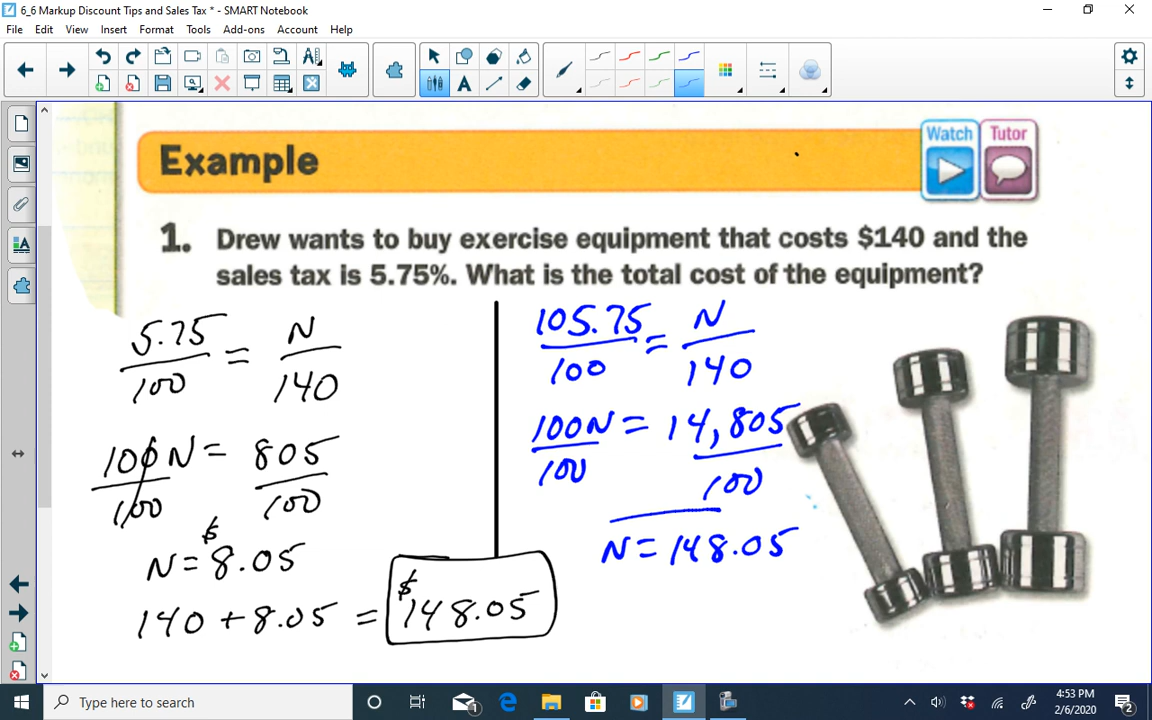 6_6 Markup Discount Tips and Sales Tax * - SMART Notebook
File Edit View Insert Format Tools Add-ons Account Help
Example
Watch Tutor
1. Drew wants to buy exercise equipment that costs $140 and the
sales tax is 5.75%. What is the total cost of the equipment?
5.75/100 = N/140
100N/100 = 805/100
N = $8.05
140 + 8.05 = $148.05
105.75/100 = N/140
100N/100 = 14,805/100
N = 148.05
Type here to search
4:53 PM
2/6/2020